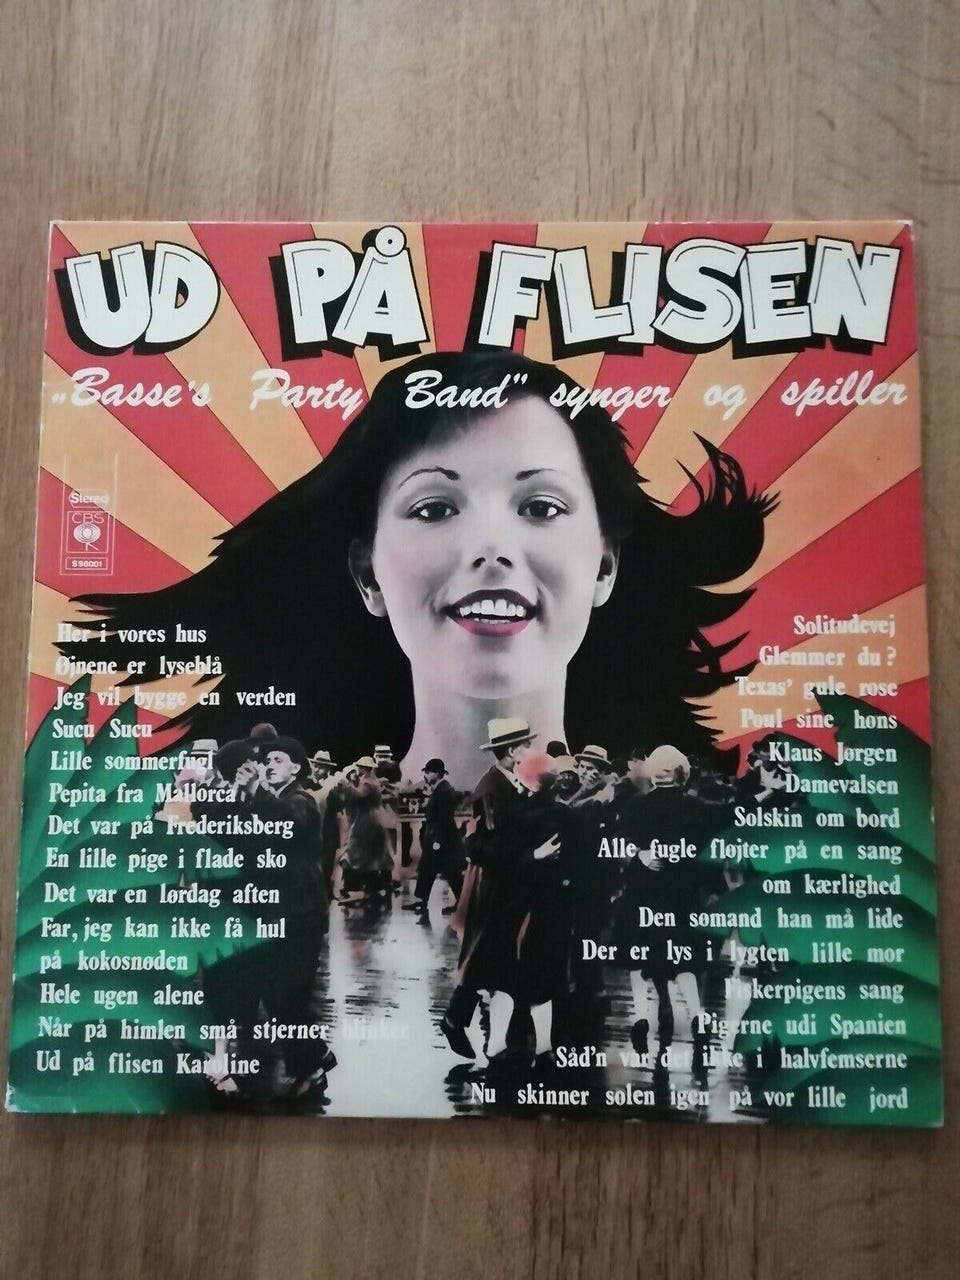 UD PÅ FLISEN
„Basse's Party Band" synger og spiller
Stereo
CBS
S 98001
Her i vores hus
Øjnene er lyseblå
Jeg vil bygge en verden
Sucu Sucu
Lille sommerfugl
Pepita fra Mallorca
Det var på Frederiksberg
En lille pige i flade sko
Det var en lørdag aften
Far, jeg kan ikke få hul
på kokosnøden
Hele ugen alene
Når på himlen små stjerner blinker
Ud på flisen Karoline
Solitudevej
Glemmer du?
Texas' gule rose
Poul sine høns
Klaus Jørgen
Damevalsen
Solskin om bord
Alle fugle fløjter på en sang
om kærlighed
Den sømand han må lide
Der er lys i lygten lille mor
Fiskerpigens sang
Pigerne udi Spanien
Såd'n var det ikke i halvfemserne
Nu skinner solen igen på vor lille jord